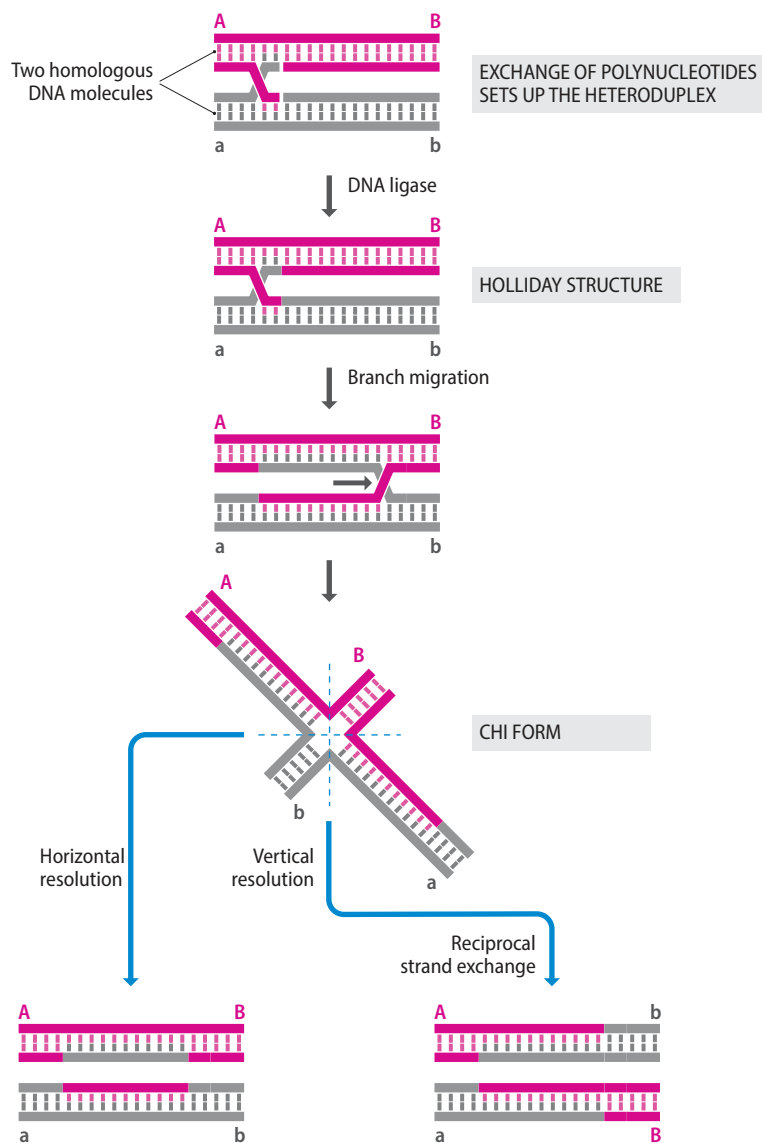 A B
Two homologous
DNA molecules
EXCHANGE OF POLYNUCLEOTIDES
SETS UP THE HETERODUPLEX
a b
DNA ligase
A B
HOLLIDAY STRUCTURE
a b
Branch migration
A B
a b
A
B
CHI FORM
b
a
Horizontal
resolution
Vertical
resolution
Reciprocal
strand exchange
A B
a b
A b
a B